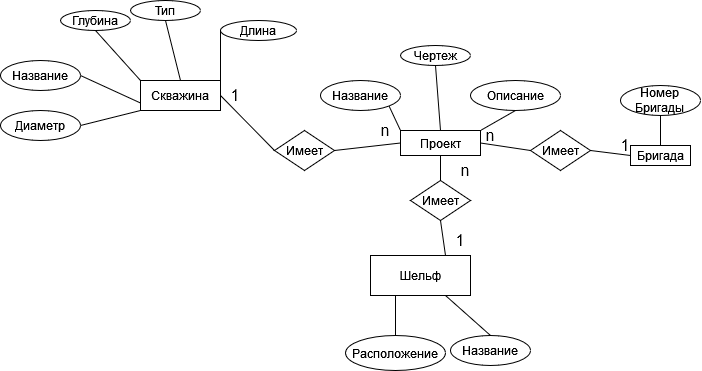 Тип
Глубина
Длина
Чертеж
Название
Скважина
Название
Описание
Номер
Бригады
1
Диаметр
n
Проект
n
Имеет
Имеет
1
Бригада
n
Имеет
1
Шельф
Расположение
Название